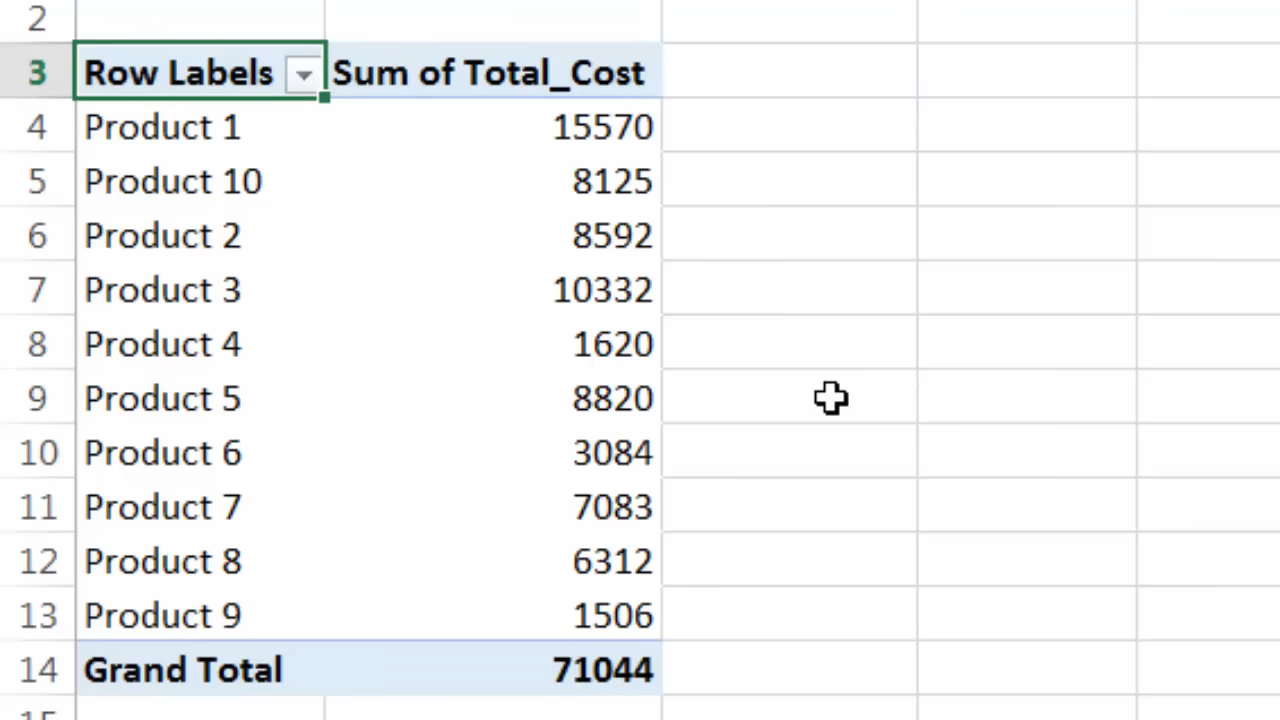 2
3 Row Labels Sum of Total_Cost
4 Product 1 15570
5 Product 10 8125
6 Product 2 8592
7 Product 3 10332
8 Product 4 1620
9 Product 5 8820
10 Product 6 3084
11 Product 7 7083
12 Product 8 6312
13 Product 9 1506
14 Grand Total 71044
15